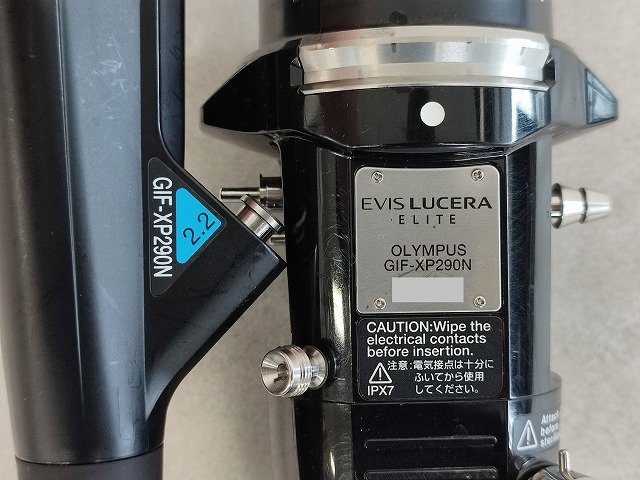 GIF-XP290N
2.2
EVIS LUCERA
ELITE
OLYMPUS
GIF-XP290N
CAUTION:Wipe the
electrical contacts
before insertion.
注意:電気接点は十分に
ふいてから使用
してください。
IPX7
Attach
before